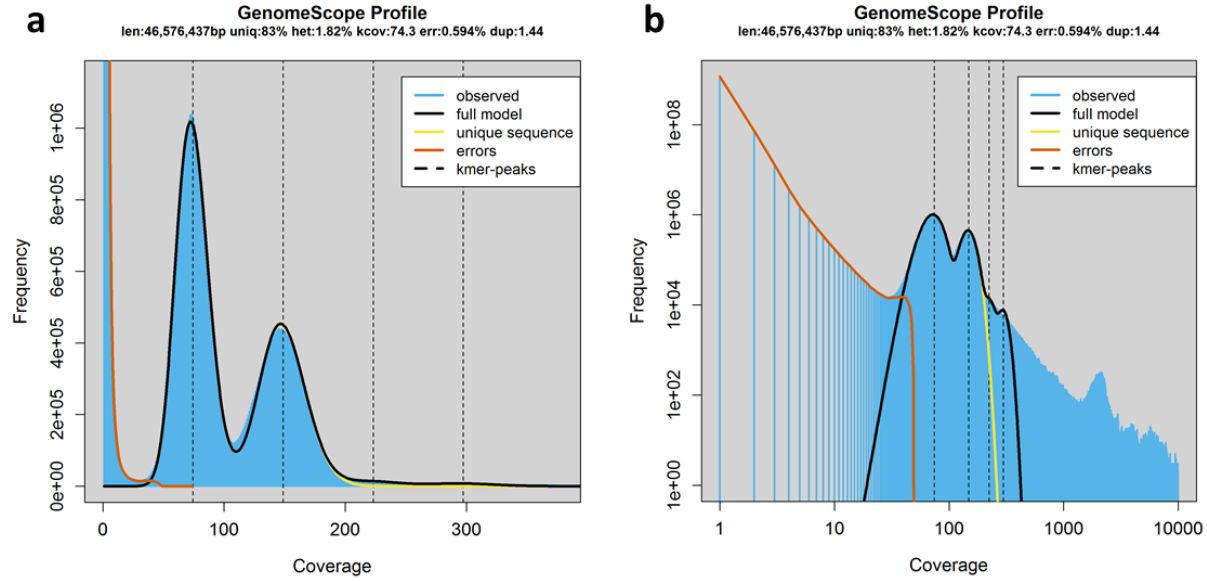 a
GenomeScope Profile
len:46,576,437bp uniq:83% het:1.82% kcov:74.3 err:0.594% dup:1.44
observed
full model
unique sequence
errors
kmer-peaks
Frequency
0e+00 2e+05 4e+05 6e+05 8e+05 1e+06
0 100 200 300
Coverage
b
GenomeScope Profile
len:46,576,437bp uniq:83% het:1.82% kcov:74.3 err:0.594% dup:1.44
observed
full model
unique sequence
errors
kmer-peaks
Frequency
1e+00 1e+02 1e+04 1e+06 1e+08
1 10 100 1000 10000
Coverage